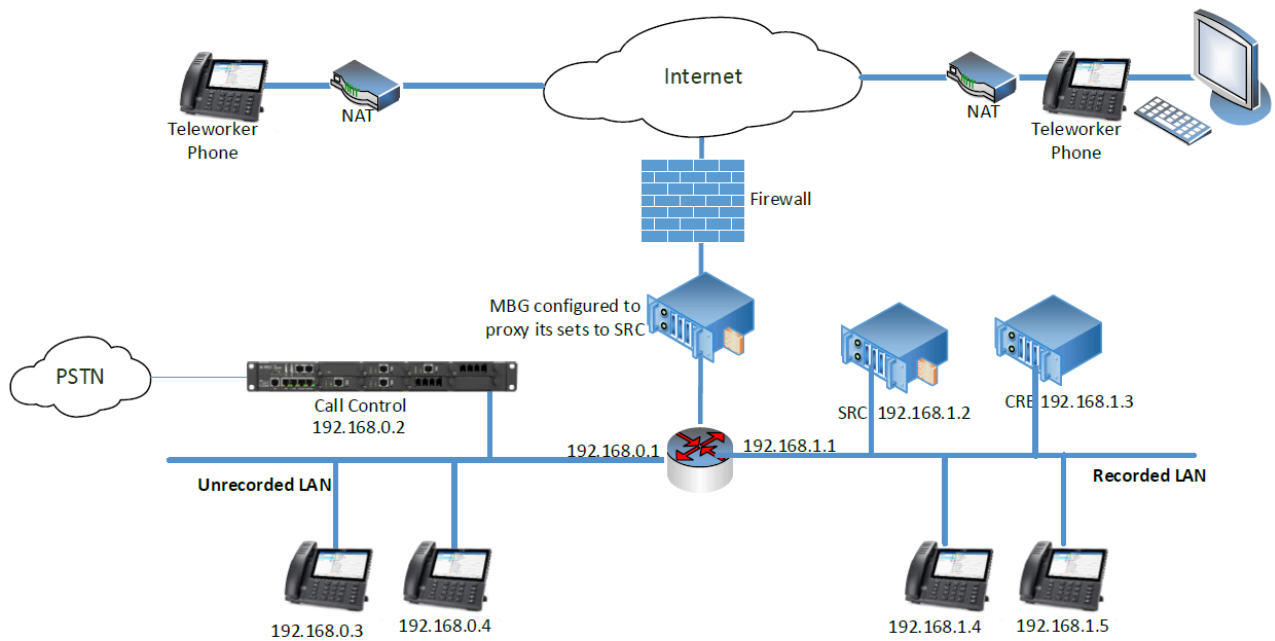 Internet
Teleworker
Phone
NAT
NAT
Teleworker
Phone
Firewall
MBG configured to
proxy its sets to SRC
PSTN
Call Control
192.168.0.2
SRC 192.168.1.2
CRE 192.168.1.3
192.168.0.1
192.168.1.1
Unrecorded LAN
Recorded LAN
192.168.0.3
192.168.0.4
192.168.1.4
192.168.1.5